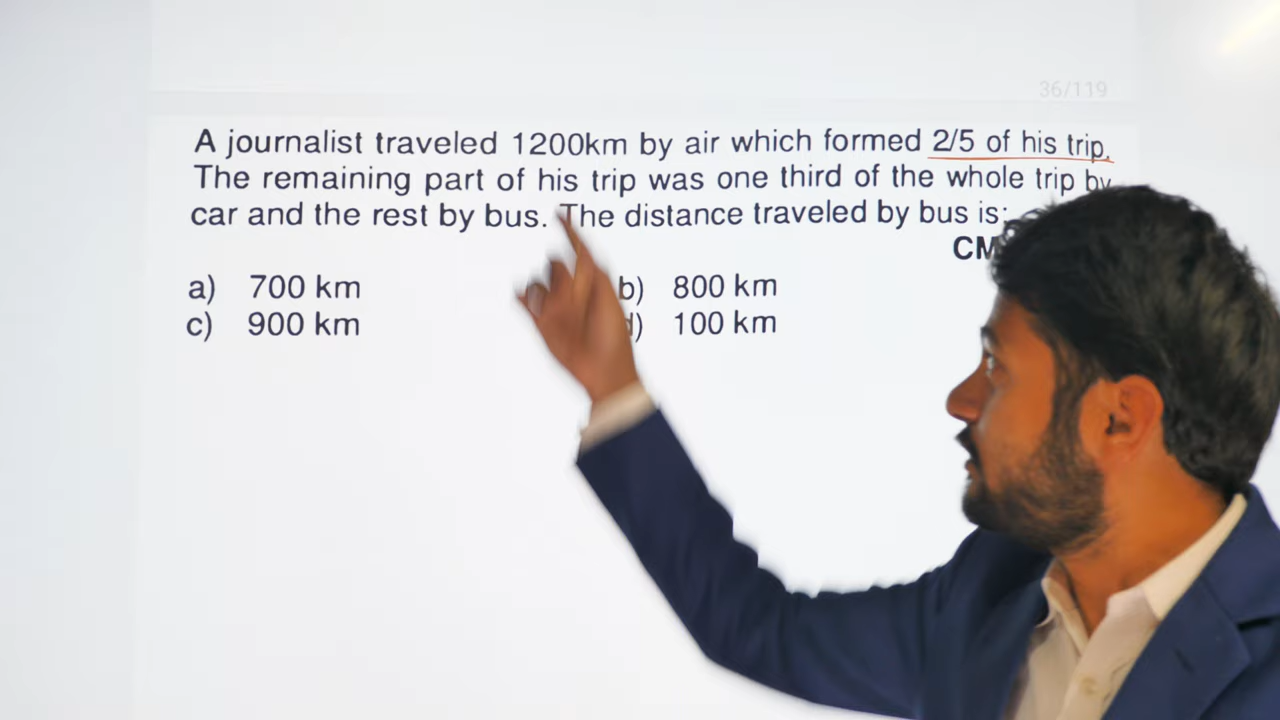 36/119
A journalist traveled 1200km by air which formed 2/5 of his trip.
The remaining part of his trip was one third of the whole trip by
car and the rest by bus. The distance traveled by bus is:
a) 700 km b) 800 km
c) 900 km d) 100 km